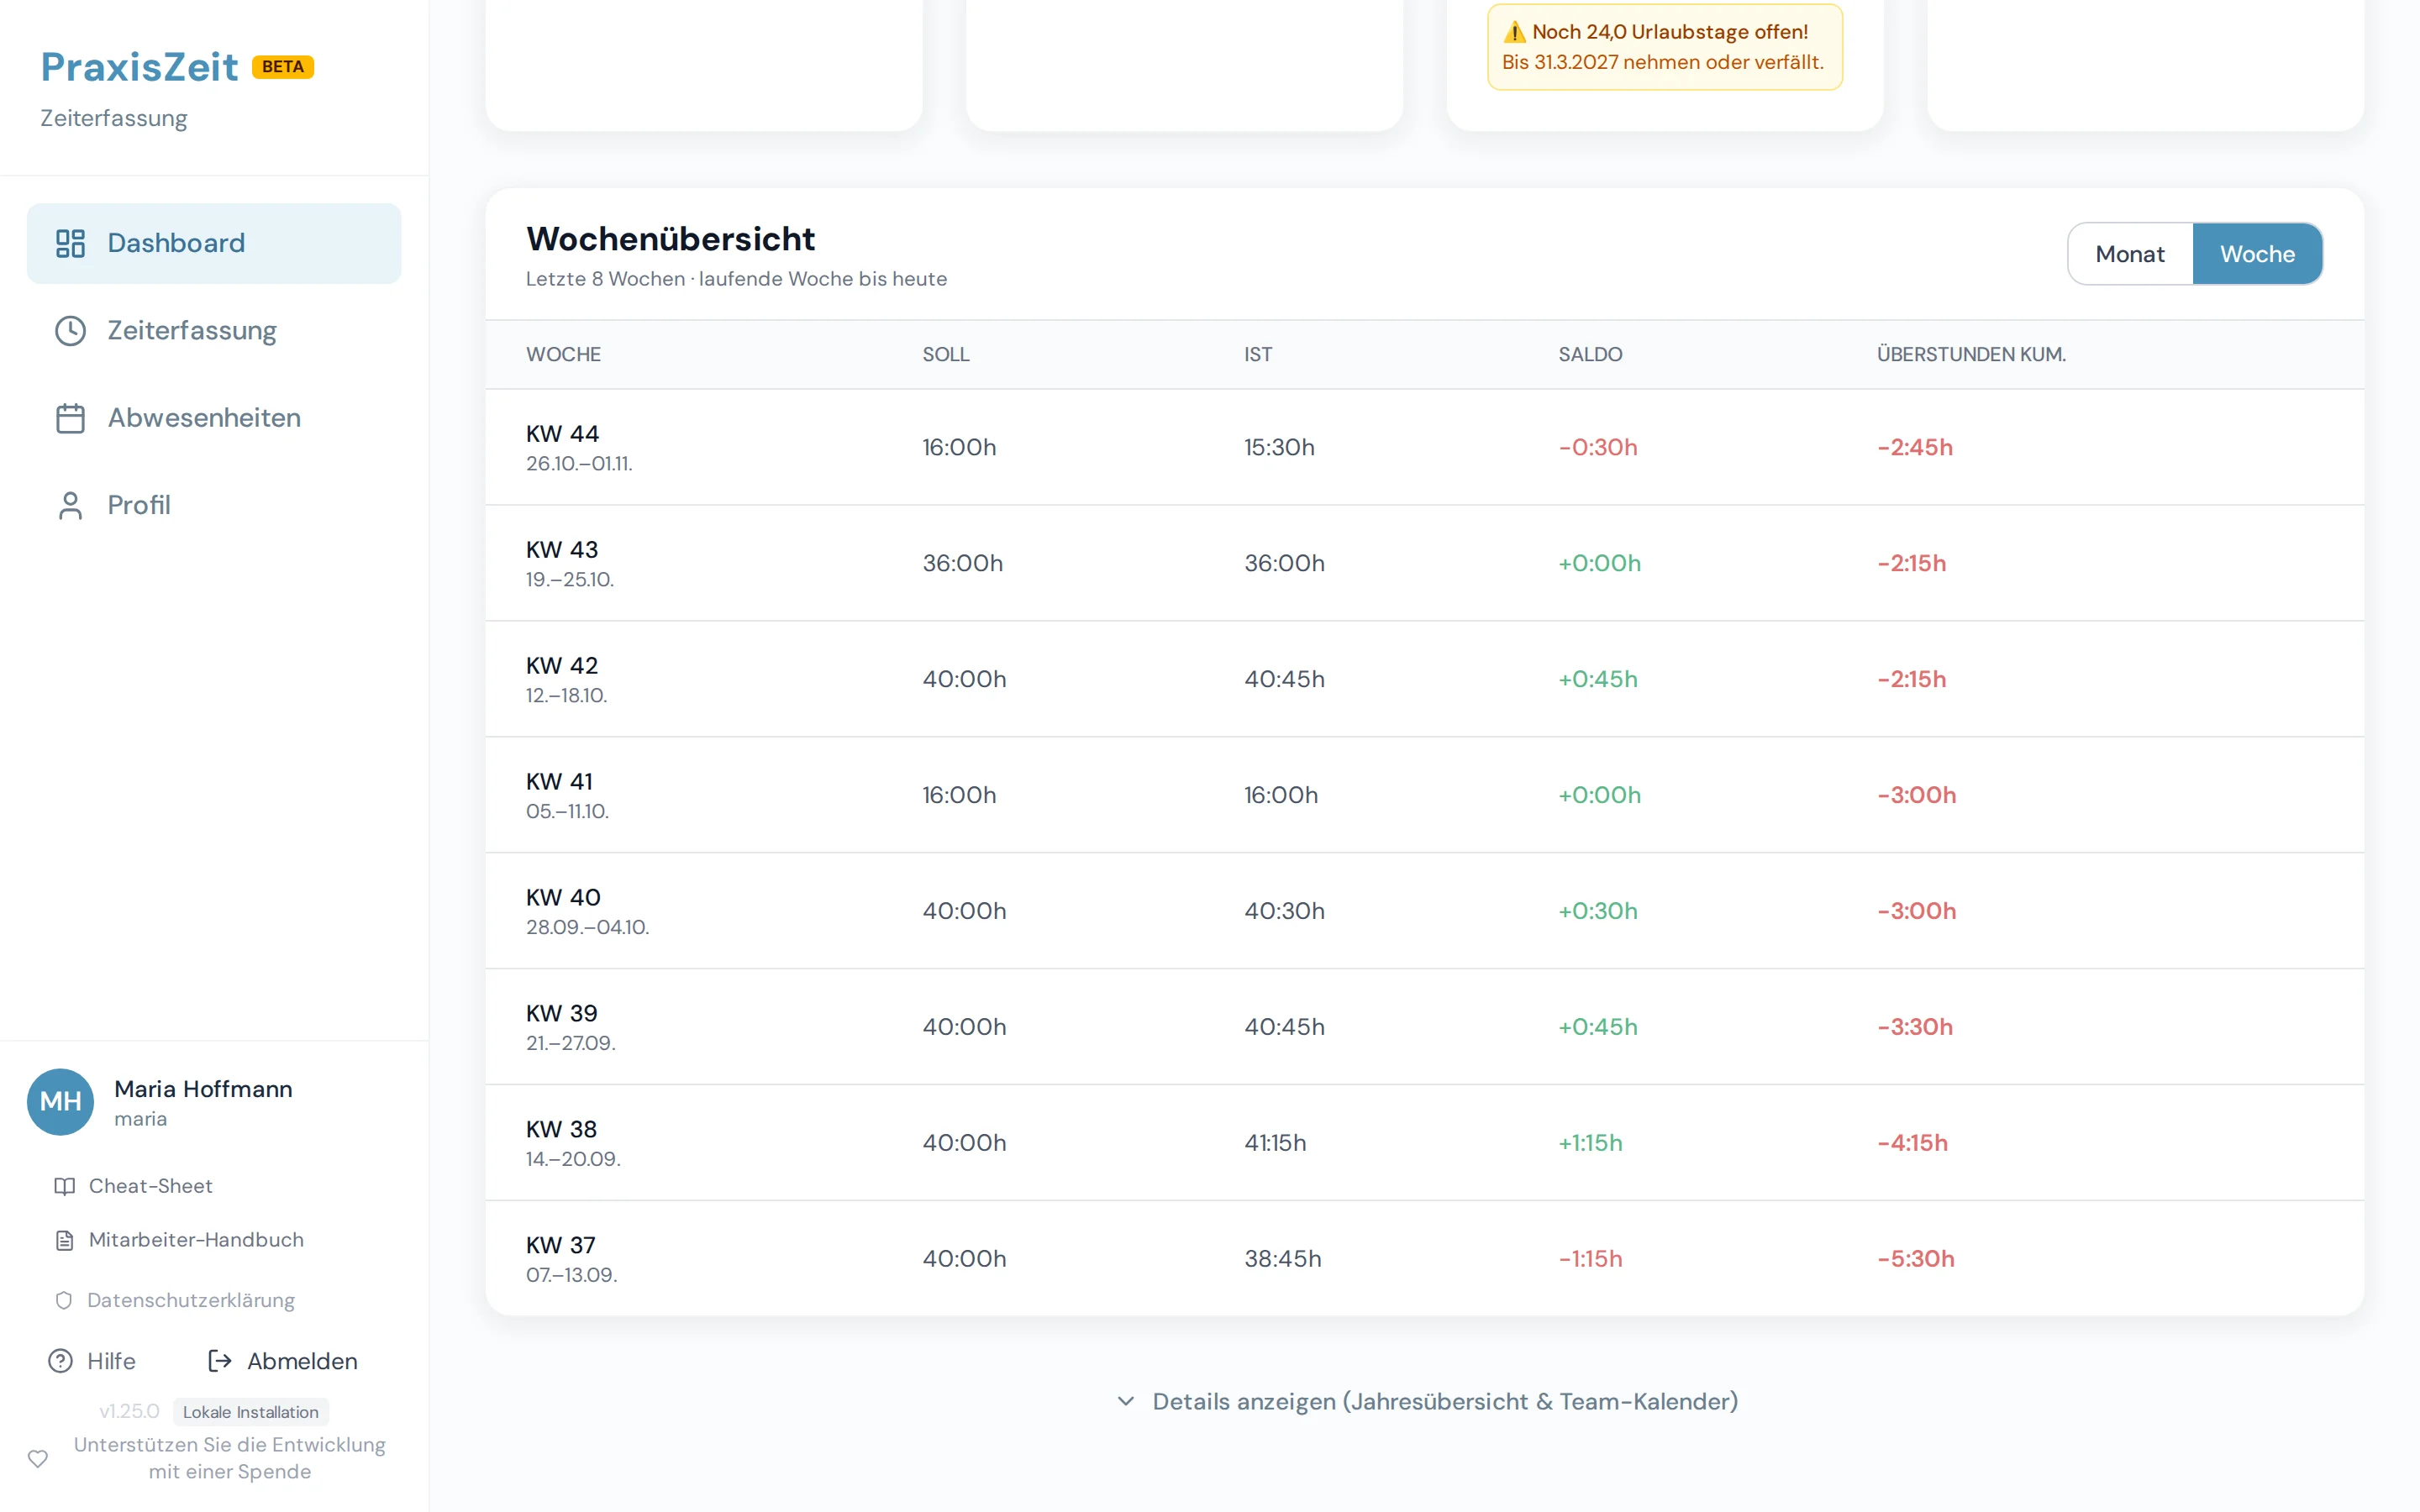 PraxisZeit BETA
Zeiterfassung
Dashboard
Zeiterfassung
Abwesenheiten
Profil
Maria Hoffmann
MH
maria
Cheat-Sheet
Mitarbeiter-Handbuch
Datenschutzerklärung
Hilfe Abmelden
v1.25.0 Lokale Installation
Unterstützen Sie die Entwicklung
mit einer Spende
⚠️ Noch 24,0 Urlaubstage offen!
Bis 31.3.2027 nehmen oder verfällt.
Wochenübersicht
Letzte 8 Wochen · laufende Woche bis heute
Monat Woche
WOCHE SOLL IST SALDO ÜBERSTUNDEN KUM.
KW 44
26.10.–01.11.
16:00h 15:30h -0:30h -2:45h
KW 43
19.–25.10.
36:00h 36:00h +0:00h -2:15h
KW 42
12.–18.10.
40:00h 40:45h +0:45h -2:15h
KW 41
05.–11.10.
16:00h 16:00h +0:00h -3:00h
KW 40
28.09.–04.10.
40:00h 40:30h +0:30h -3:00h
KW 39
21.–27.09.
40:00h 40:45h +0:45h -3:30h
KW 38
14.–20.09.
40:00h 41:15h +1:15h -4:15h
KW 37
07.–13.09.
40:00h 38:45h -1:15h -5:30h
Details anzeigen (Jahresübersicht & Team-Kalender)